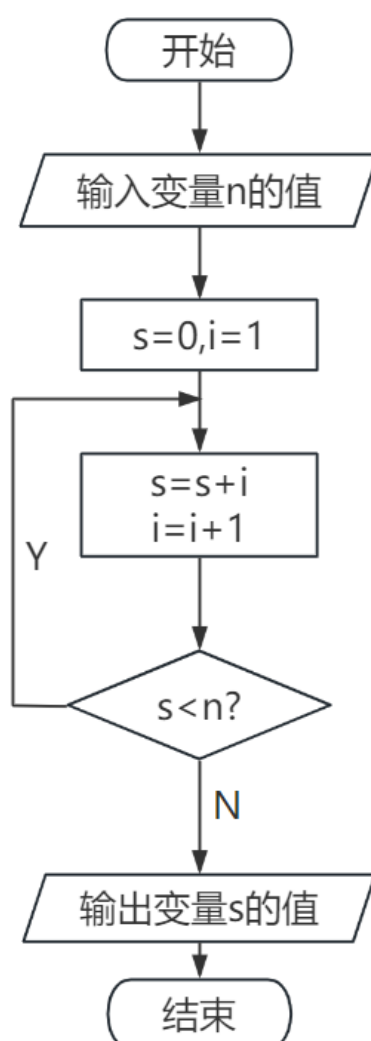 开始
输入变量n的值
s=0,i=1
s=s+i
i=i+1
Y
s<n?
N
输出变量s的值
结束